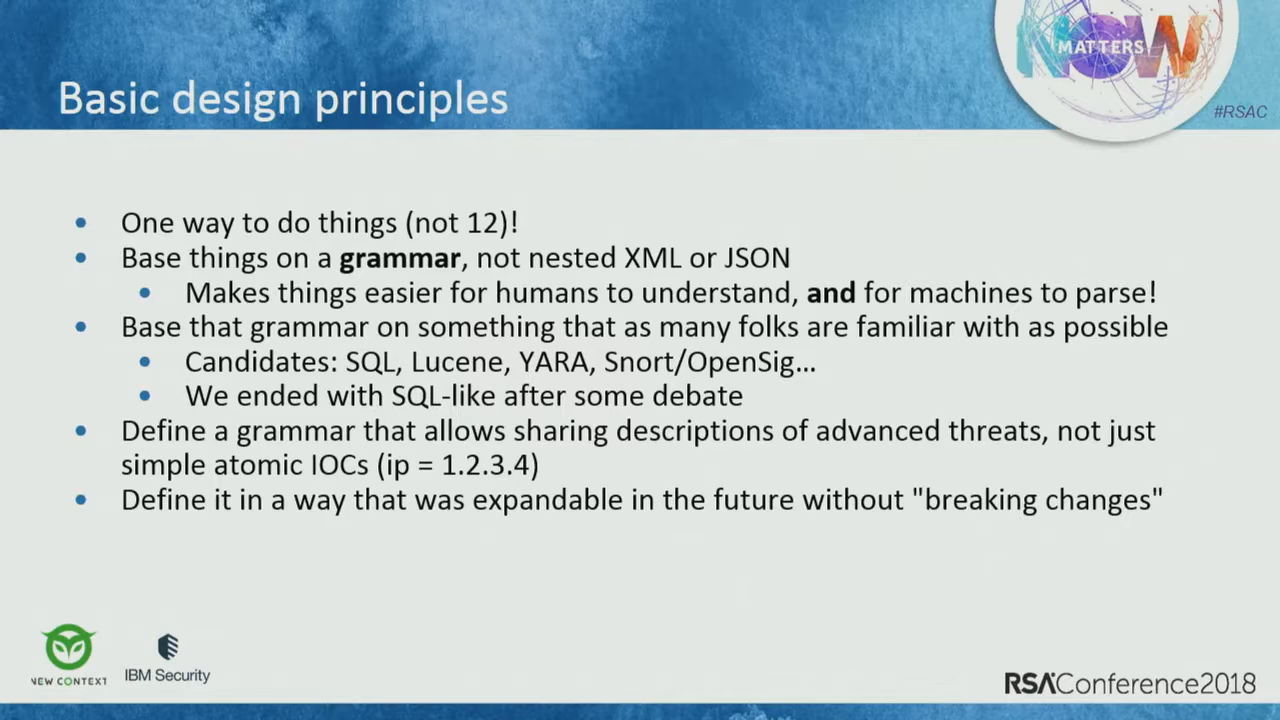 NOW
MATTERS
#RSAC
Basic design principles
• One way to do things (not 12)!
• Base things on a grammar, not nested XML or JSON
• Makes things easier for humans to understand, and for machines to parse!
• Base that grammar on something that as many folks are familiar with as possible
• Candidates: SQL, Lucene, YARA, Snort/OpenSig...
• We ended with SQL-like after some debate
• Define a grammar that allows sharing descriptions of advanced threats, not just
simple atomic IOCs (ip = 1.2.3.4)
• Define it in a way that was expandable in the future without "breaking changes"
NEW CONTEXT
IBM Security
RSAConference2018